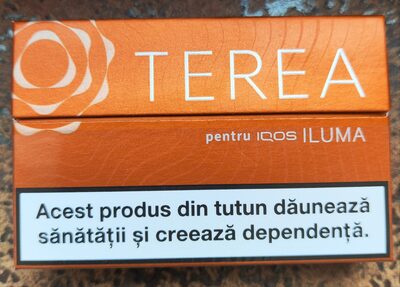 TEREA
pentru IQOS ILUMA
Acest produs din tutun dăunează
sănătății și creează dependență.